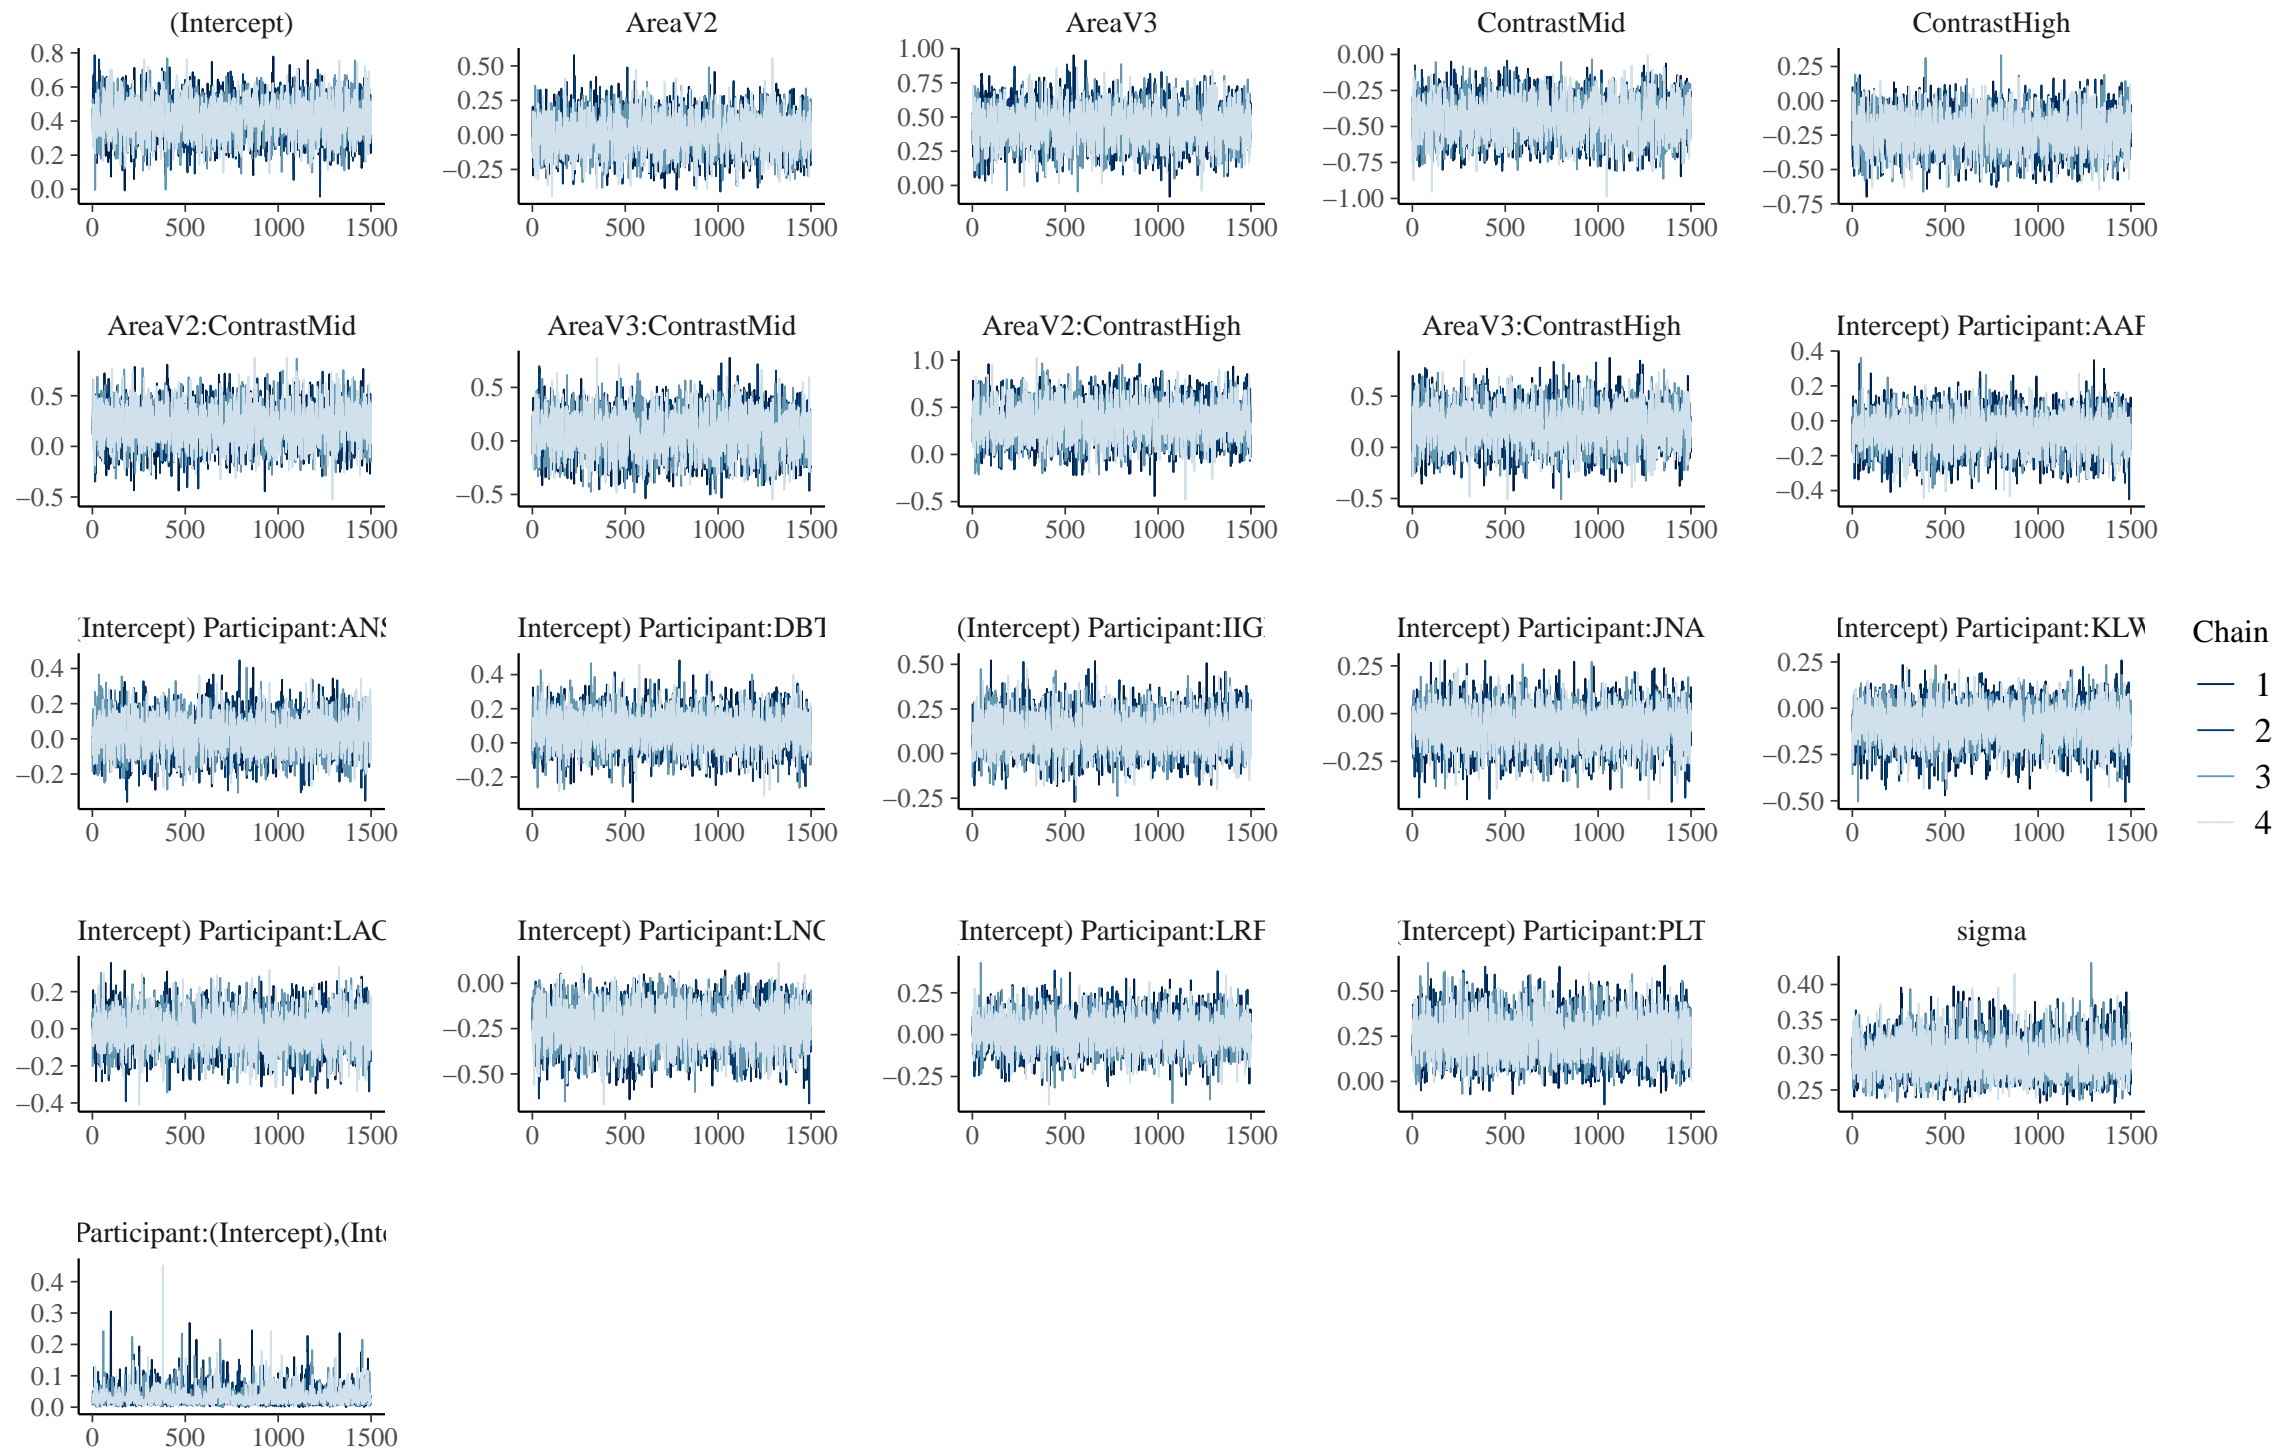 (Intercept) AreaV2 AreaV3 ContrastMid ContrastHigh
0.8 0.6 0.4 0.2 0.0
0.50 0.25 0.00 −0.25
1.00 0.75 0.50 0.25 0.00
0.00 −0.25 −0.50 −0.75 −1.00
0.25 0.00 −0.25 −0.50 −0.75
0 500 1000 1500 0 500 1000 1500 0 500 1000 1500 0 500 1000 1500 0 500 1000 1500
AreaV2:ContrastMid AreaV3:ContrastMid AreaV2:ContrastHigh AreaV3:ContrastHigh Intercept) Participant:AAF
0.5 0.0 −0.5
0.5 0.0 −0.5
1.0 0.5 0.0 −0.5
0.5 0.0 −0.5
0.4 0.2 0.0 −0.2 −0.4
0 500 1000 1500 0 500 1000 1500 0 500 1000 1500 0 500 1000 1500 0 500 1000 1500
(Intercept) Participant:ANS Intercept) Participant:DBT (Intercept) Participant:IIG Intercept) Participant:JNA Intercept) Participant:KLW
0.4 0.2 0.0 −0.2
0.4 0.2 0.0 −0.2
0.50 0.25 0.00 −0.25
0.25 0.00 −0.25
0.25 0.00 −0.25 −0.50
0 500 1000 1500 0 500 1000 1500 0 500 1000 1500 0 500 1000 1500 0 500 1000 1500
Chain
1
2
3
4
Intercept) Participant:LAC Intercept) Participant:LNC Intercept) Participant:LRF (Intercept) Participant:PLT sigma
0.2 0.0 −0.2 −0.4
0.00 −0.25 −0.50
0.25 0.00 −0.25
0.50 0.25 0.00
0.40 0.35 0.30 0.25
0 500 1000 1500 0 500 1000 1500 0 500 1000 1500 0 500 1000 1500 0 500 1000 1500
Participant:(Intercept),(Int
0.4 0.3 0.2 0.1 0.0
0 500 1000 1500